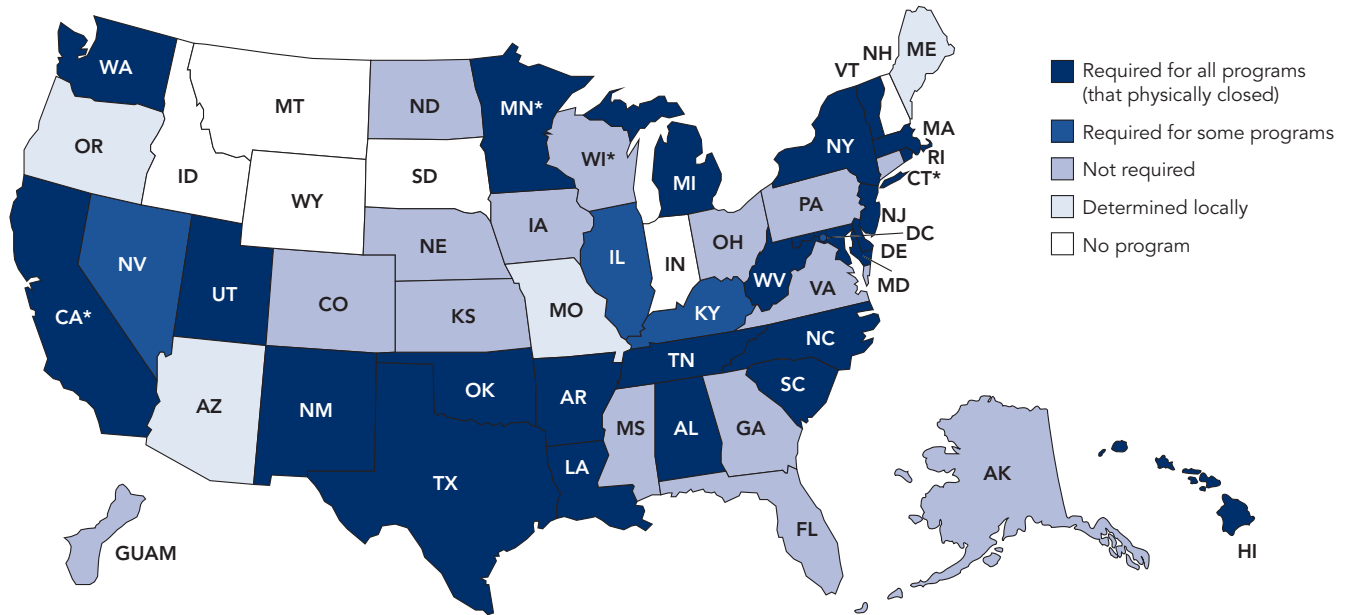 WA
MT
ND
MN*
OR
ID
WY
SD
WI*
MI
NY
VT
NH
ME
MA
RI
CT*
NJ
DC
DE
MD
PA
OH
IN
IL
IA
NE
NV
UT
CO
KS
MO
KY
WV
VA
CA*
AZ
NM
OK
AR
TN
NC
SC
MS
AL
GA
TX
LA
FL
AK
HI
GUAM
Required for all programs
(that physically closed)
Required for some programs
Not required
Determined locally
No program